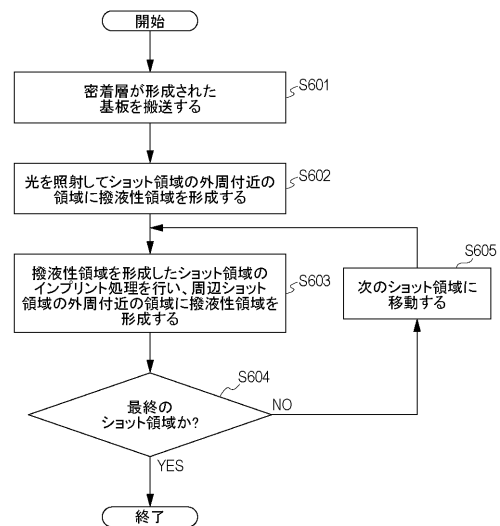 開始
密着層が形成された
基板を搬送する
S601
光を照射してショット領域の外周付近の
領域に撥液性領域を形成する
S602
撥液性領域を形成したショット領域の
インプリント処理を行い、周辺ショット
領域の外周付近の領域に撥液性領域を
形成する
S603
次のショット領域に
移動する
S605
最終の
ショット領域か?
S604
NO
YES
終了